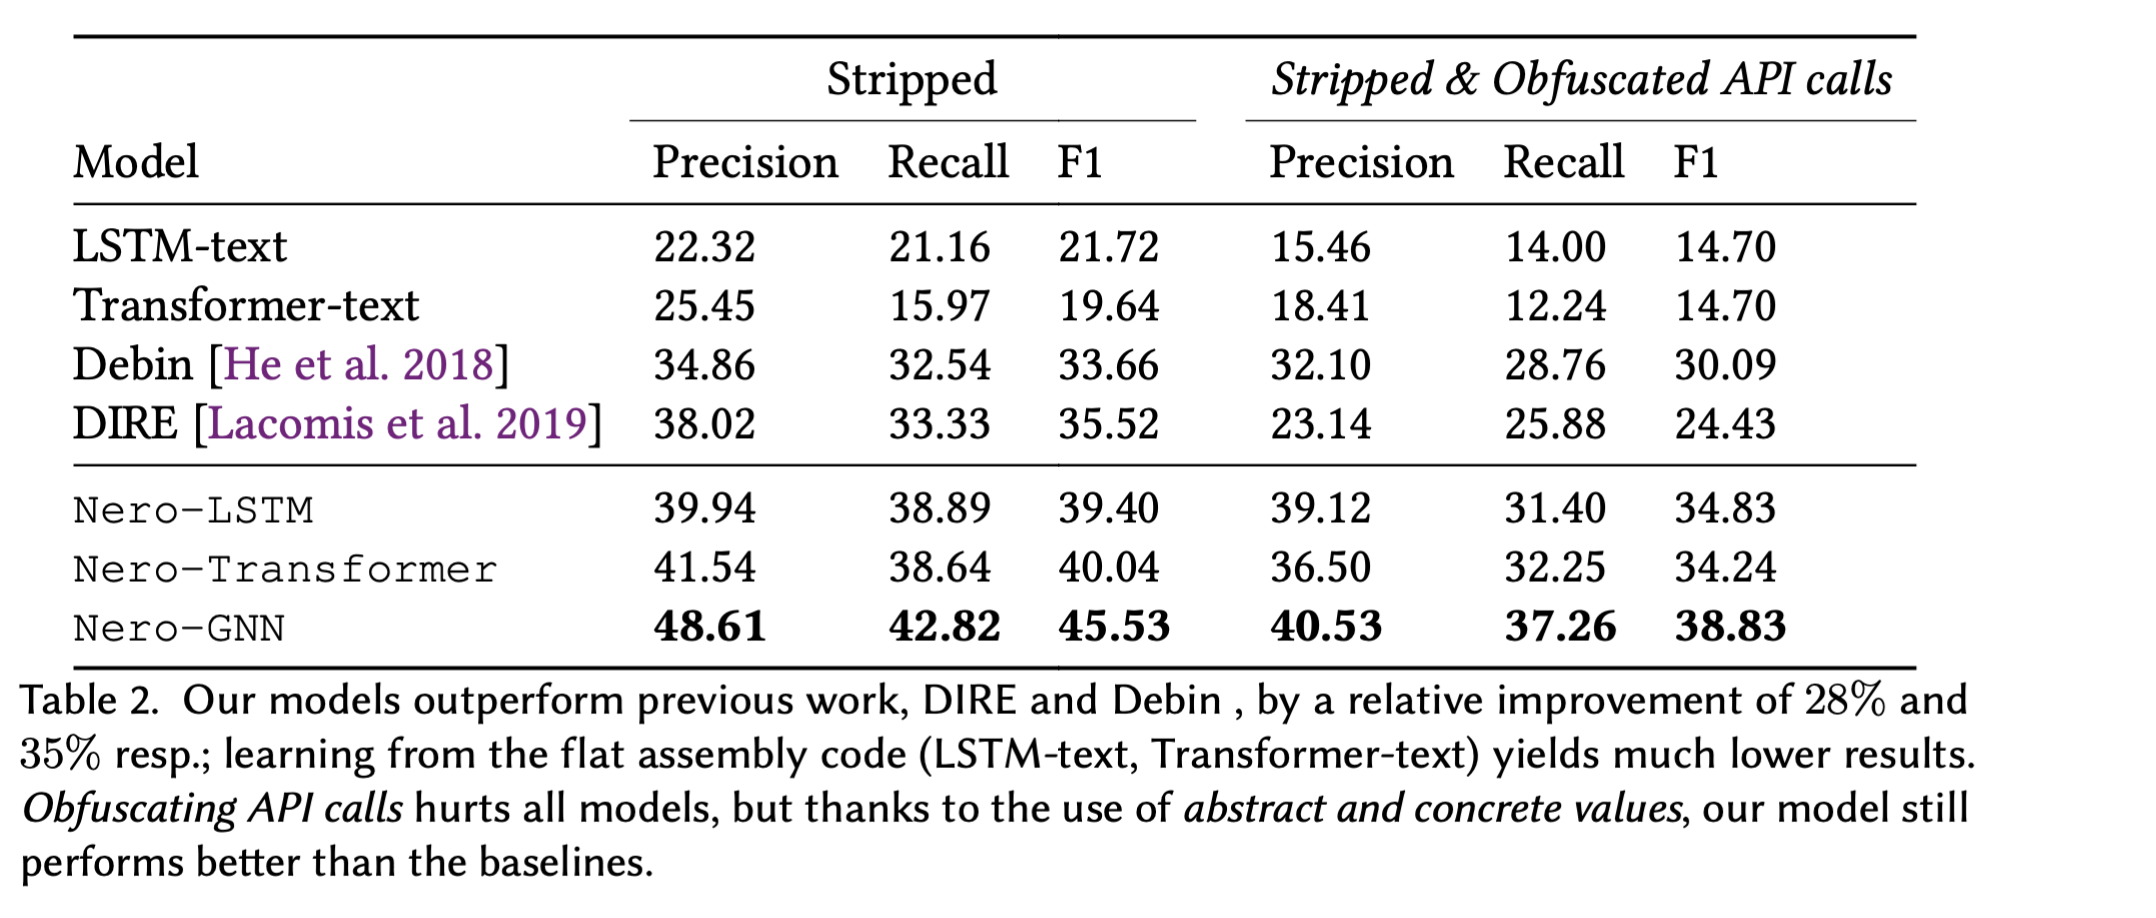 Stripped Stripped & Obfuscated API calls
Model Precision Recall F1 Precision Recall F1
LSTM-text 22.32 21.16 21.72 15.46 14.00 14.70
Transformer-text 25.45 15.97 19.64 18.41 12.24 14.70
Debin [He et al. 2018] 34.86 32.54 33.66 32.10 28.76 30.09
DIRE [Lacomis et al. 2019] 38.02 33.33 35.52 23.14 25.88 24.43
Nero-LSTM 39.94 38.89 39.40 39.12 31.40 34.83
Nero-Transformer 41.54 38.64 40.04 36.50 32.25 34.24
Nero-GNN 48.61 42.82 45.53 40.53 37.26 38.83
Table 2. Our models outperform previous work, DIRE and Debin , by a relative improvement of 28% and
35% resp.; learning from the flat assembly code (LSTM-text, Transformer-text) yields much lower results.
Obfuscating API calls hurts all models, but thanks to the use of abstract and concrete values, our model still
performs better than the baselines.